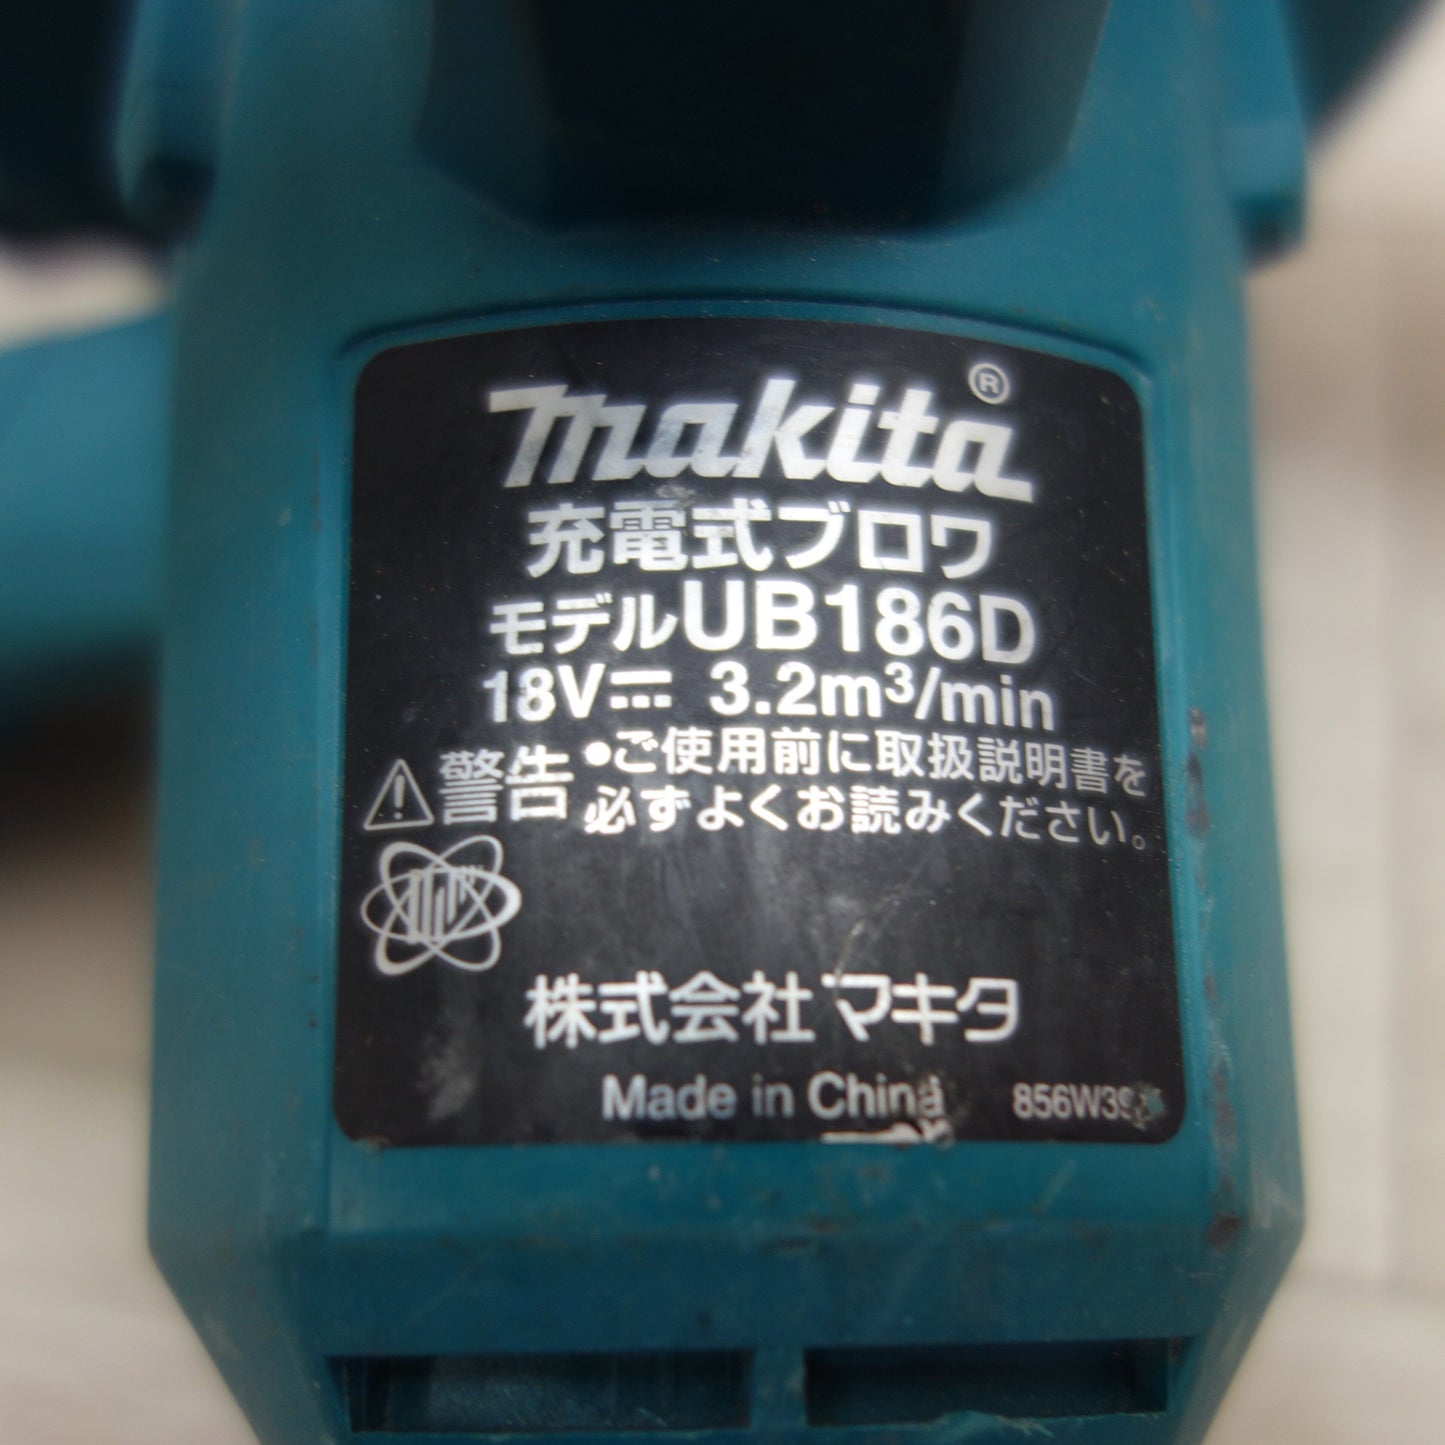 makita®
充電式ブロワ
モデルUB186D
18V⎓ 3.2m³/min
⚠警告 •ご使用前に取扱説明書を
必ずよくお読みください。
株式会社マキタ
Made in China